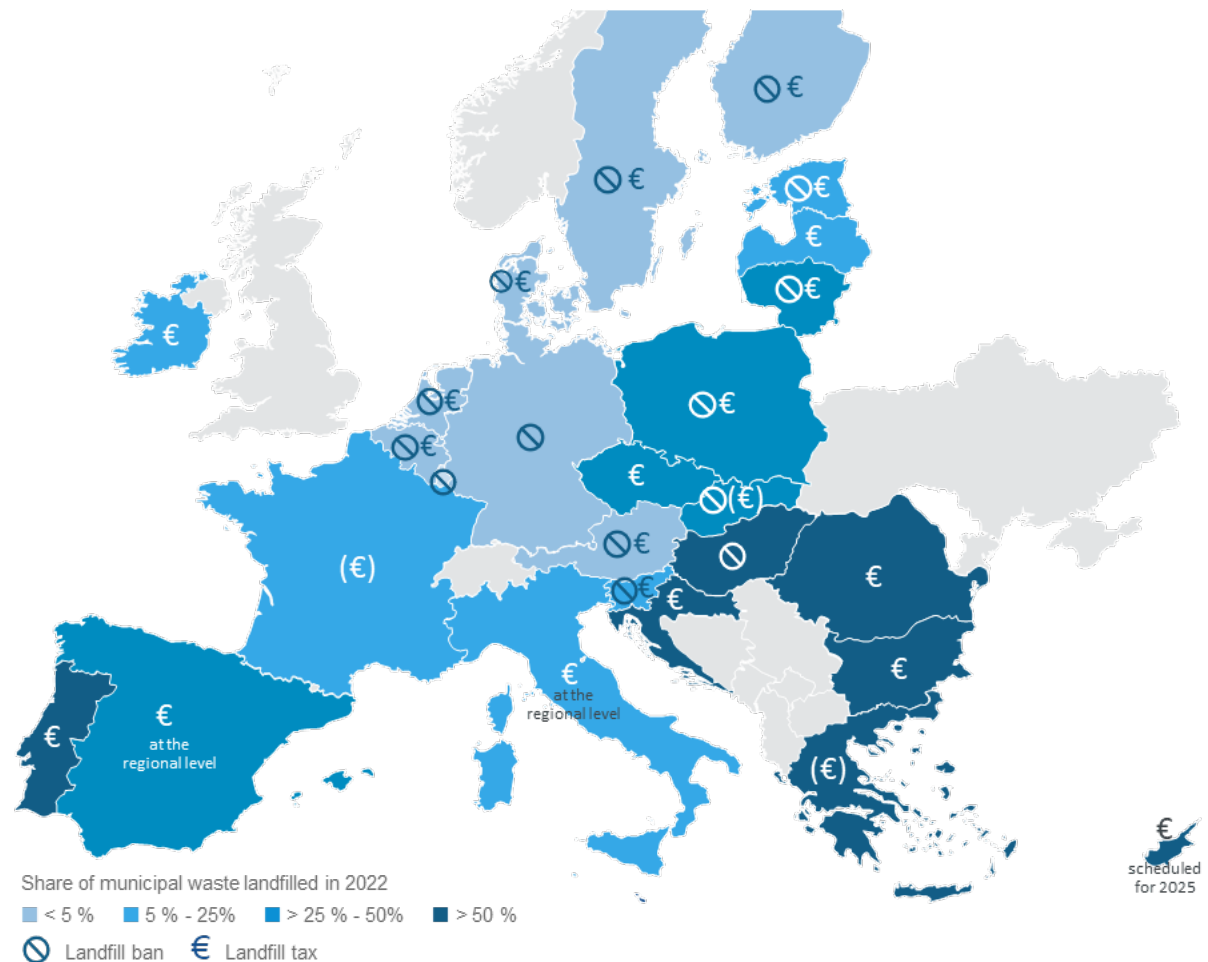 €
€
€
€
€
€
€
€
€
€
€
€
(€)
€
€
(€)
€
€
€
€
at the
regional level
€
€
at the
regional level
€
(€)
€
scheduled
for 2025
Share of municipal waste landfilled in 2022
< 5 %
5 % - 25%
> 25 % - 50%
> 50 %
Landfill ban
€ Landfill tax